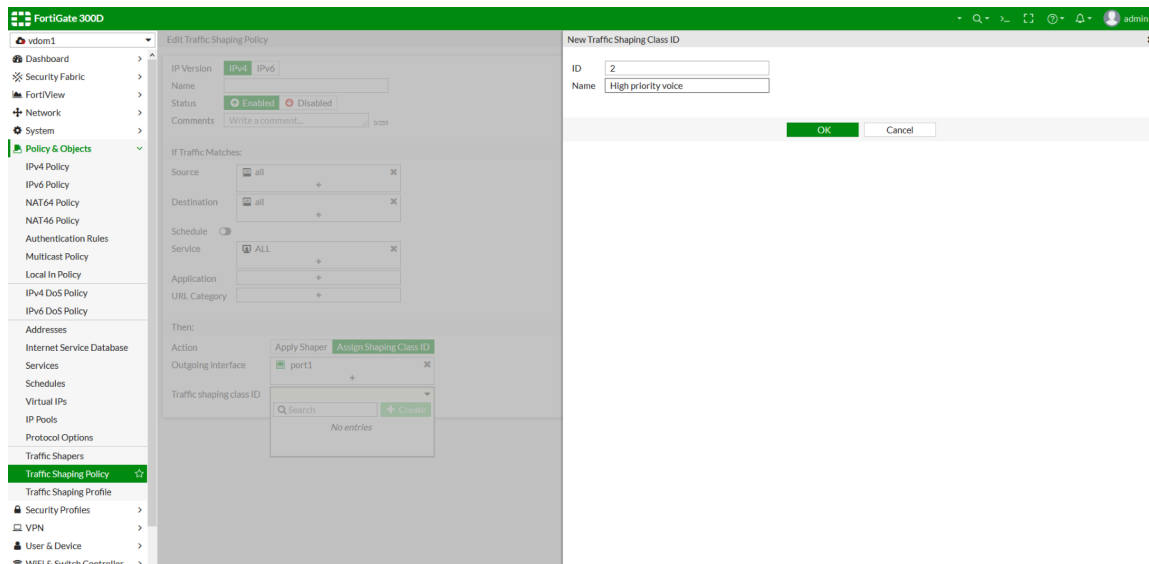 FortiGate 300D
admin
vdom1
Dashboard
Security Fabric
FortiView
Network
System
Policy & Objects
IPv4 Policy
IPv6 Policy
NAT64 Policy
NAT46 Policy
Authentication Rules
Multicast Policy
Local In Policy
IPv4 DoS Policy
IPv6 DoS Policy
Addresses
Internet Service Database
Services
Schedules
Virtual IPs
IP Pools
Protocol Options
Traffic Shapers
Traffic Shaping Policy
Traffic Shaping Profile
Security Profiles
VPN
User & Device
WiFi & Switch Controller
Edit Traffic Shaping Policy
IP Version IPv4 IPv6
Name
Status Enabled Disabled
Comments Write a comment... 0/255
If Traffic Matches:
Source all
Destination all
Schedule
Service ALL
Application
URL Category
Then:
Action Apply Shaper Assign Shaping Class ID
Outgoing interface port1
Traffic shaping class ID
Search + Create
No entries
New Traffic Shaping Class ID
ID 2
Name High priority voice
OK Cancel